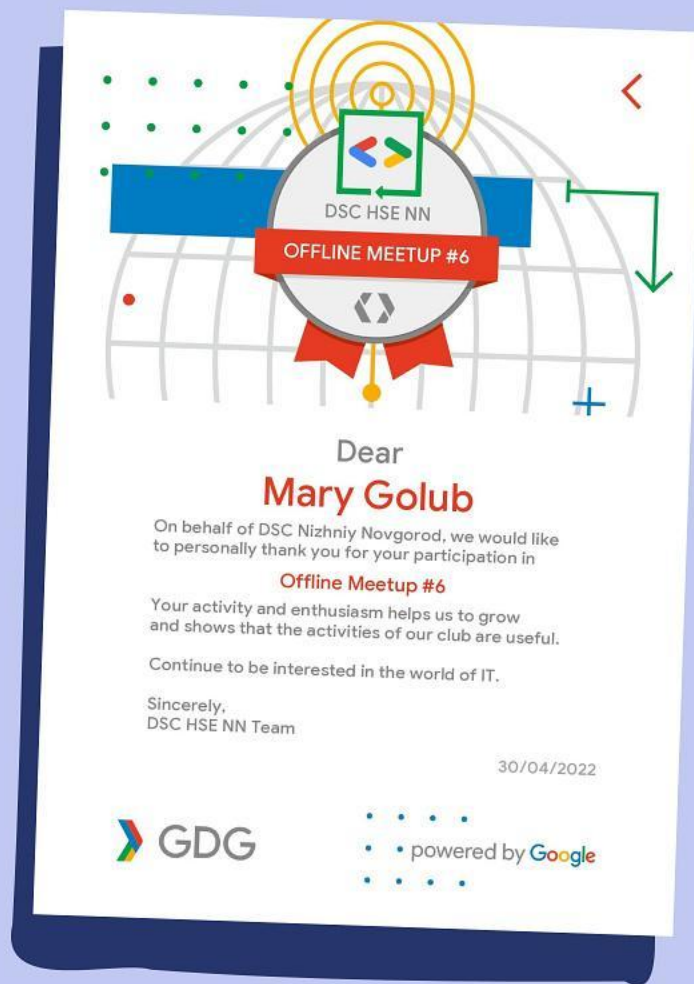 DSC HSE NN
OFFLINE MEETUP #6
Dear
Mary Golub
On behalf of DSC Nizhniy Novgorod, we would like
to personally thank you for your participation in
Offline Meetup #6
Your activity and enthusiasm helps us to grow
and shows that the activities of our club are useful.
Continue to be interested in the world of IT.
Sincerely,
DSC HSE NN Team
30/04/2022
GDG
powered by Google